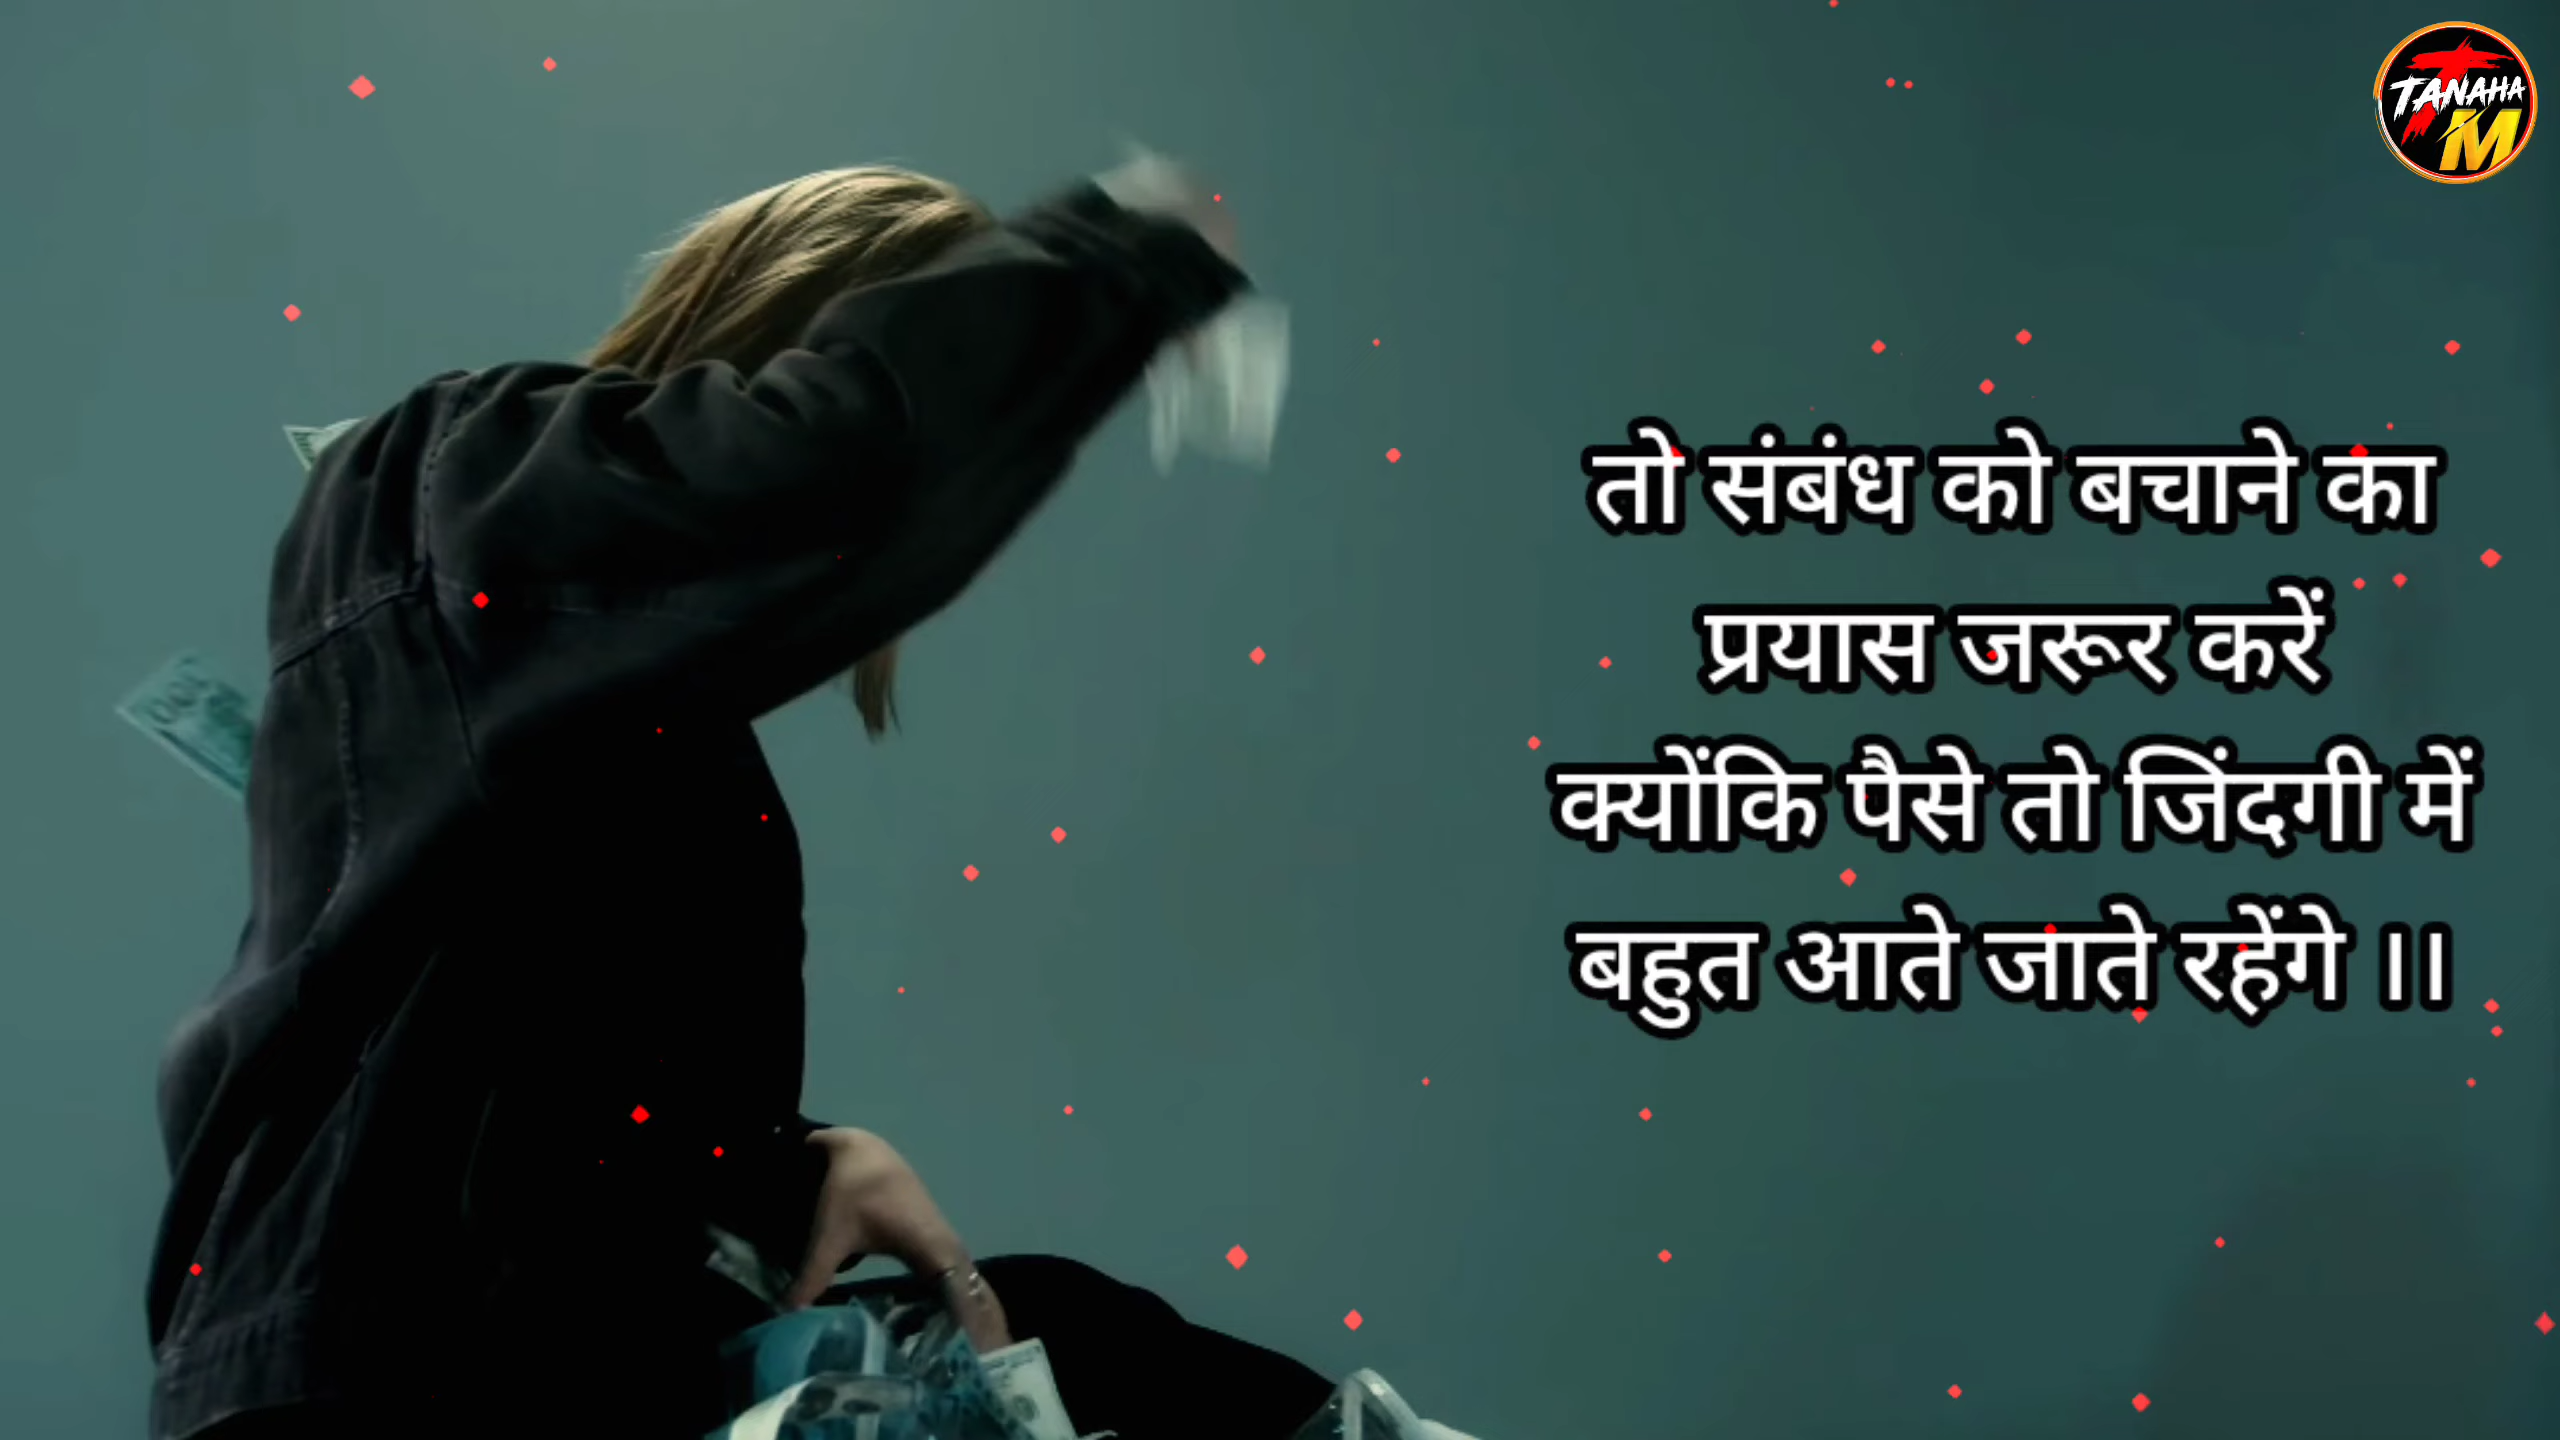 TANAHA
M
तो संबंध को बचाने का
प्रयास जरूर करें
क्योंकि पैसे तो जिंदगी में
बहुत आते जाते रहेंगे ।।